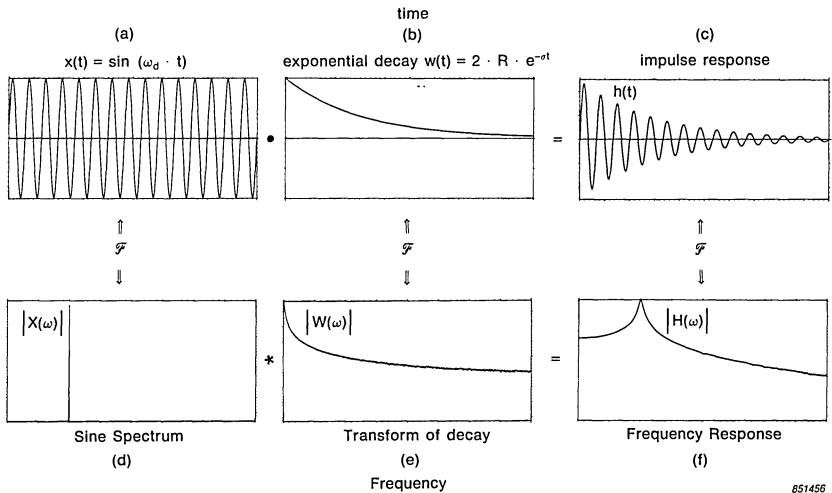 time
(a) (b) (c)
x(t) = sin (ω_d · t) exponential decay w(t) = 2 · R · e^{−σt} impulse response
h(t)
• =
⇑ ⇑ ⇑
ℱ ℱ ℱ
⇓ ⇓ ⇓
|X(ω)| |W(ω)| |H(ω)|
* =
Sine Spectrum Transform of decay Frequency Response
(d) (e) (f)
Frequency
851456